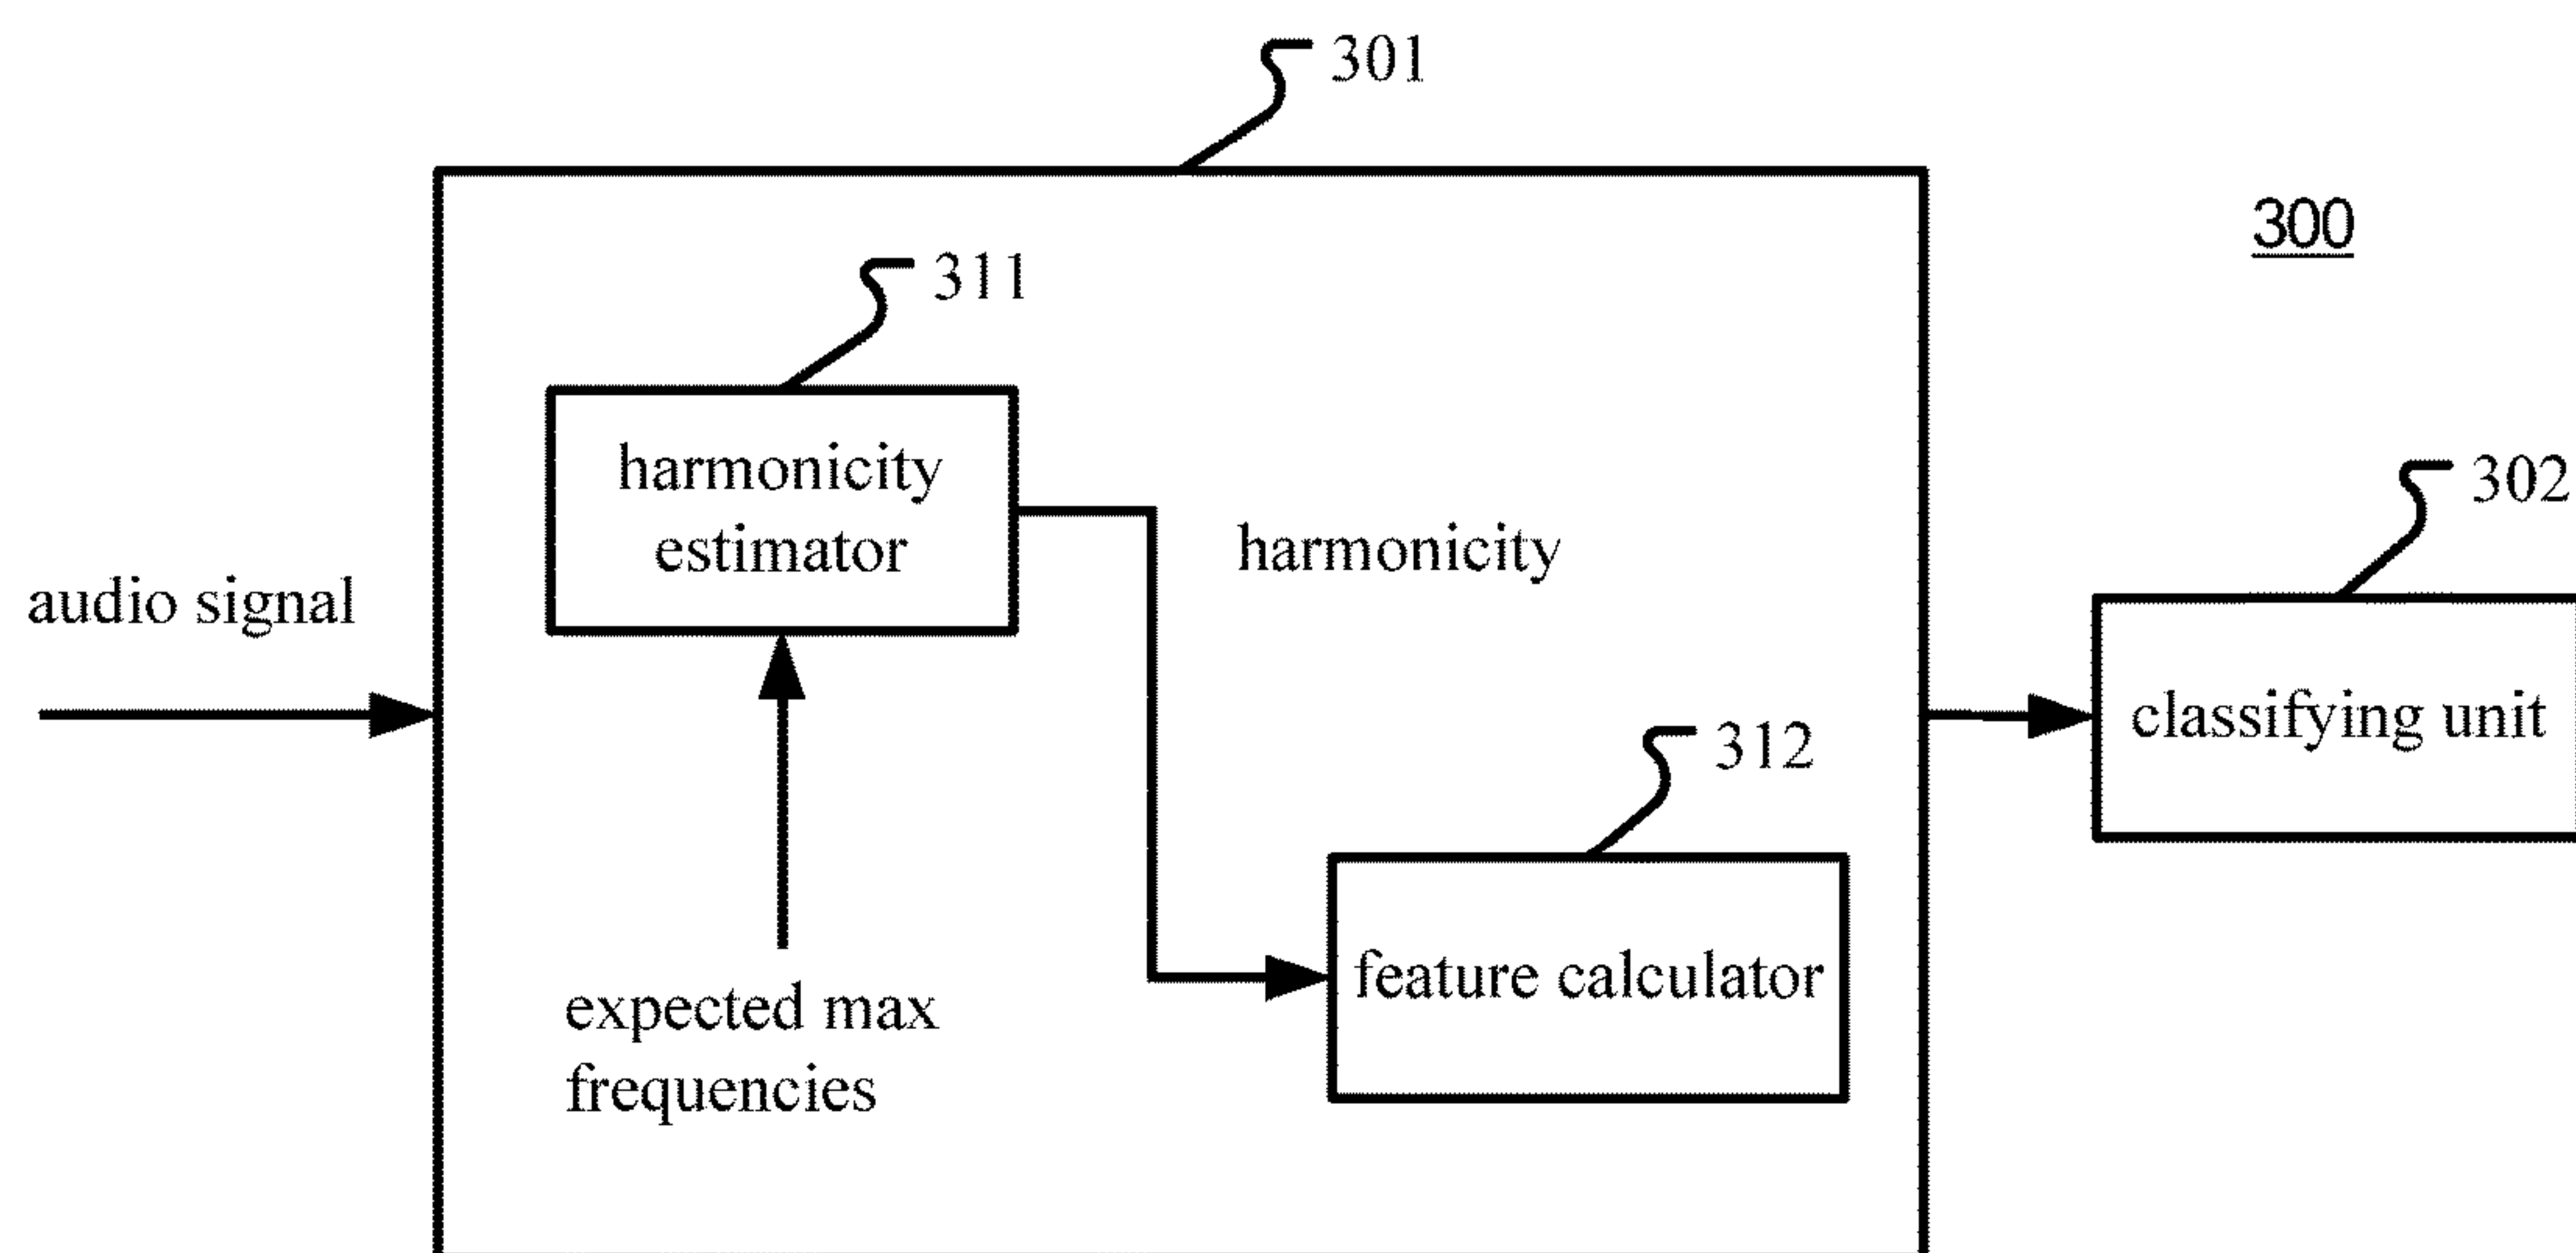 301
300
311
harmonicity
estimator
harmonicity
302
audio signal
classifying unit
312
feature calculator
expected max
frequencies